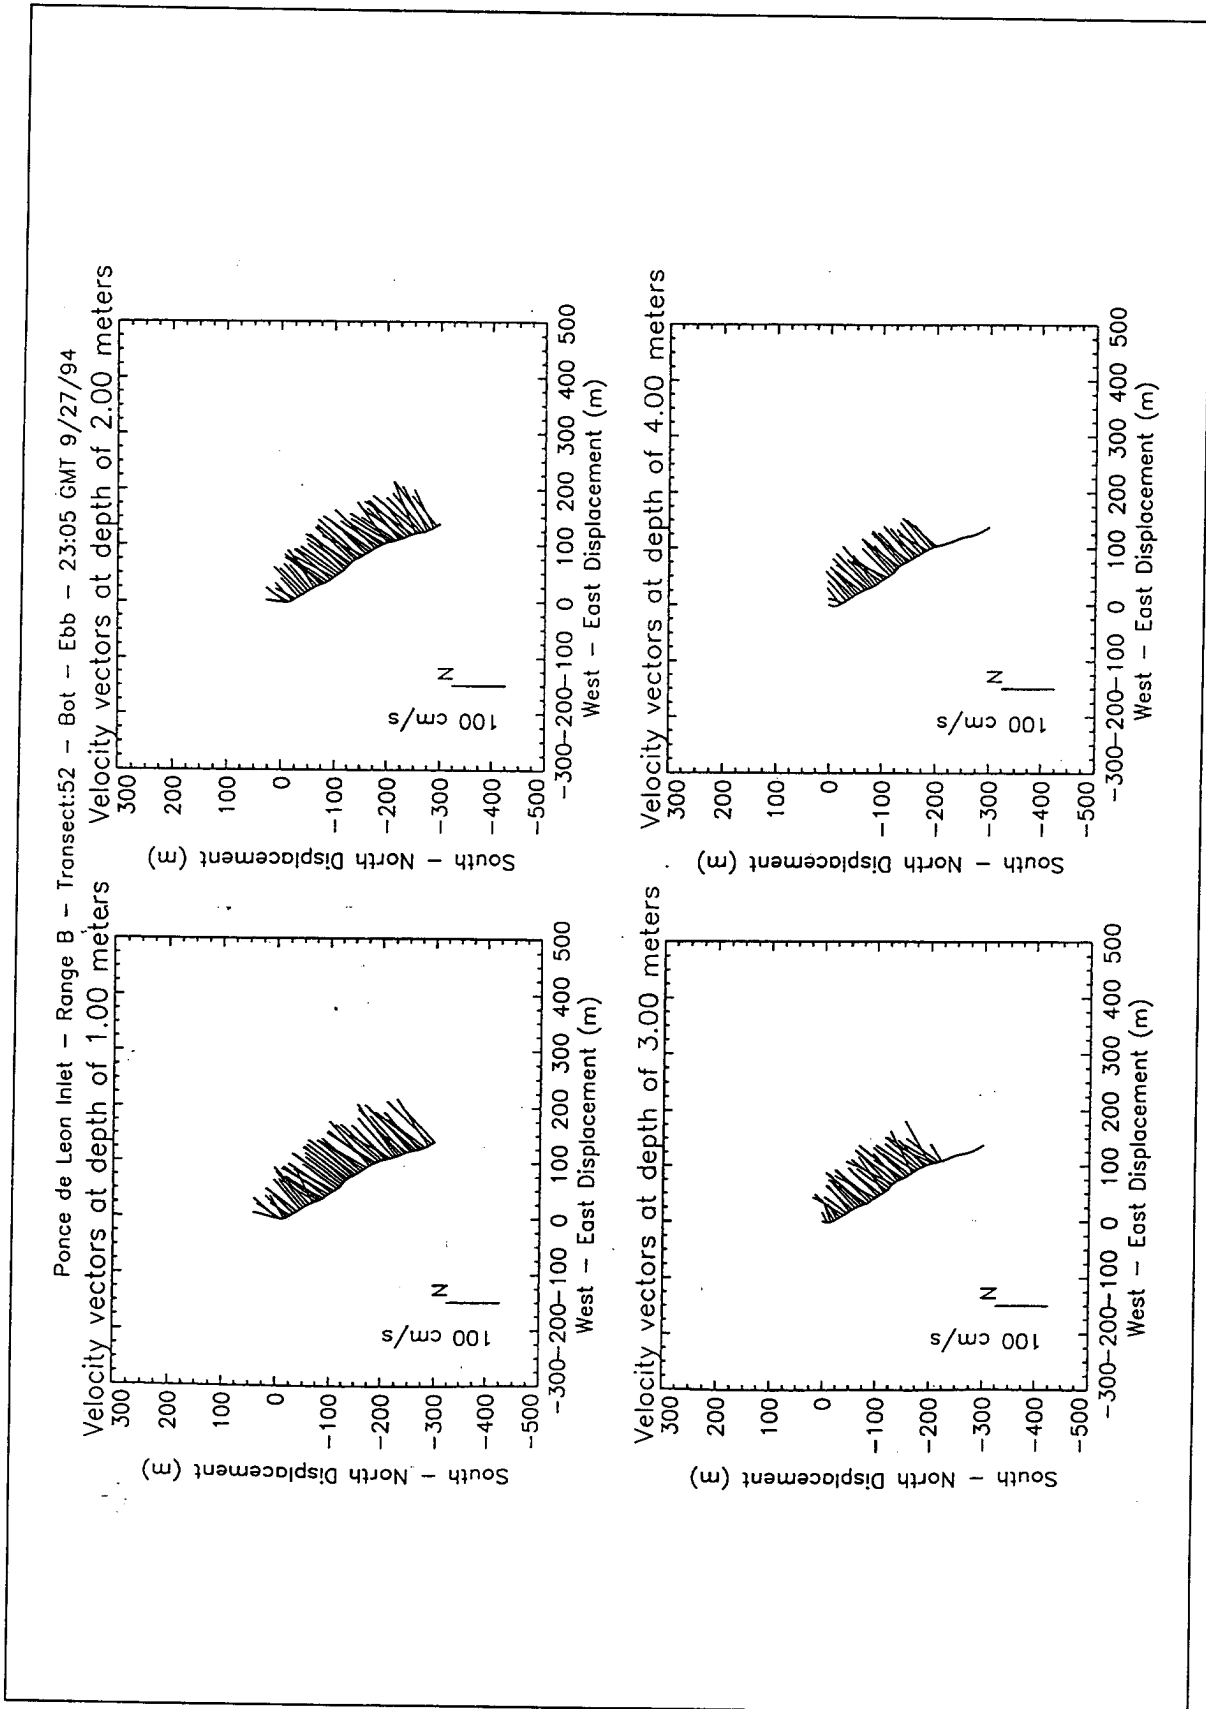 Ponce de Leon Inlet – Range B – Transect:52 – Bot – Ebb – 23:05 GMT 9/27/94
Velocity vectors at depth of 1.00 meters
300
200
100
0
−100
−200
−300
−400
−500
South – North Displacement (m)
N
100 cm/s
−300−200−100 0 100 200 300 400 500
West – East Displacement (m)
Velocity vectors at depth of 2.00 meters
300
200
100
0
−100
−200
−300
−400
−500
South – North Displacement (m)
N
100 cm/s
−300−200−100 0 100 200 300 400 500
West – East Displacement (m)
Velocity vectors at depth of 3.00 meters
300
200
100
0
−100
−200
−300
−400
−500
South – North Displacement (m)
N
100 cm/s
−300−200−100 0 100 200 300 400 500
West – East Displacement (m)
Velocity vectors at depth of 4.00 meters
300
200
100
0
−100
−200
−300
−400
−500
South – North Displacement (m)
N
100 cm/s
−300−200−100 0 100 200 300 400 500
West – East Displacement (m)